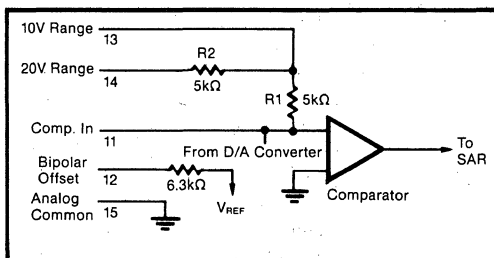 10V Range
13
R2
20V Range
14
5kΩ
R1
5kΩ
Comp. In
11
From D/A Converter
To
SAR
Bipolar
Offset
12
6.3kΩ
VREF
Comparator
Analog
Common
15